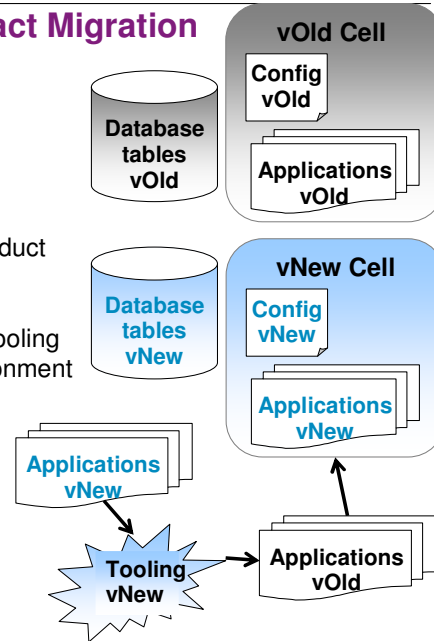 act Migration
vOld Cell
Config
vOld
Database
tables
vOld
Applications
vOld
duct
vNew Cell
Database
tables
vNew
Config
vNew
ooling
onment
Applications
vNew
Applications
vNew
Tooling
vNew
Applications
vOld